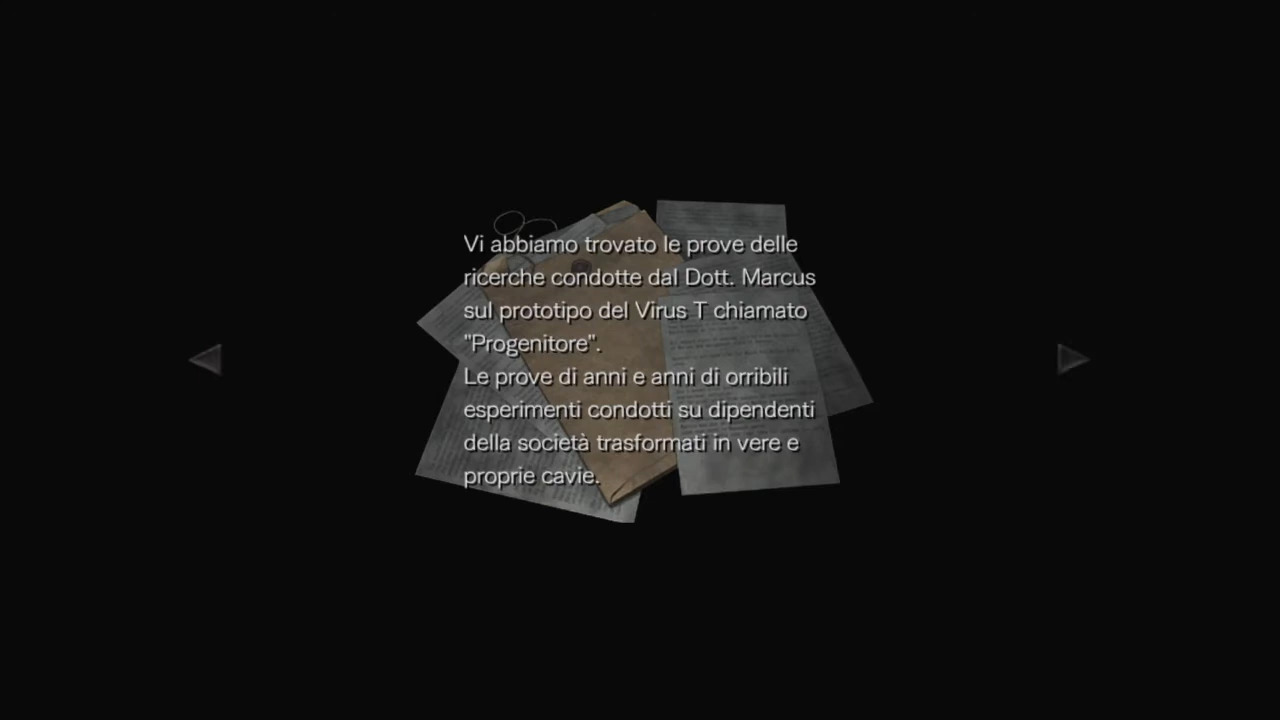 Vi abbiamo trovato le prove delle
ricerche condotte dal Dott. Marcus
sul prototipo del Virus T chiamato
"Progenitore".
Le prove di anni e anni di orribili
esperimenti condotti su dipendenti
della società trasformati in vere e
proprie cavie.